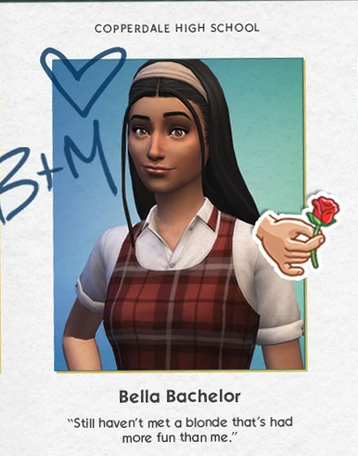 COPPERDALE HIGH SCHOOL
B+M
Bella Bachelor
"Still haven't met a blonde that's had
more fun than me."